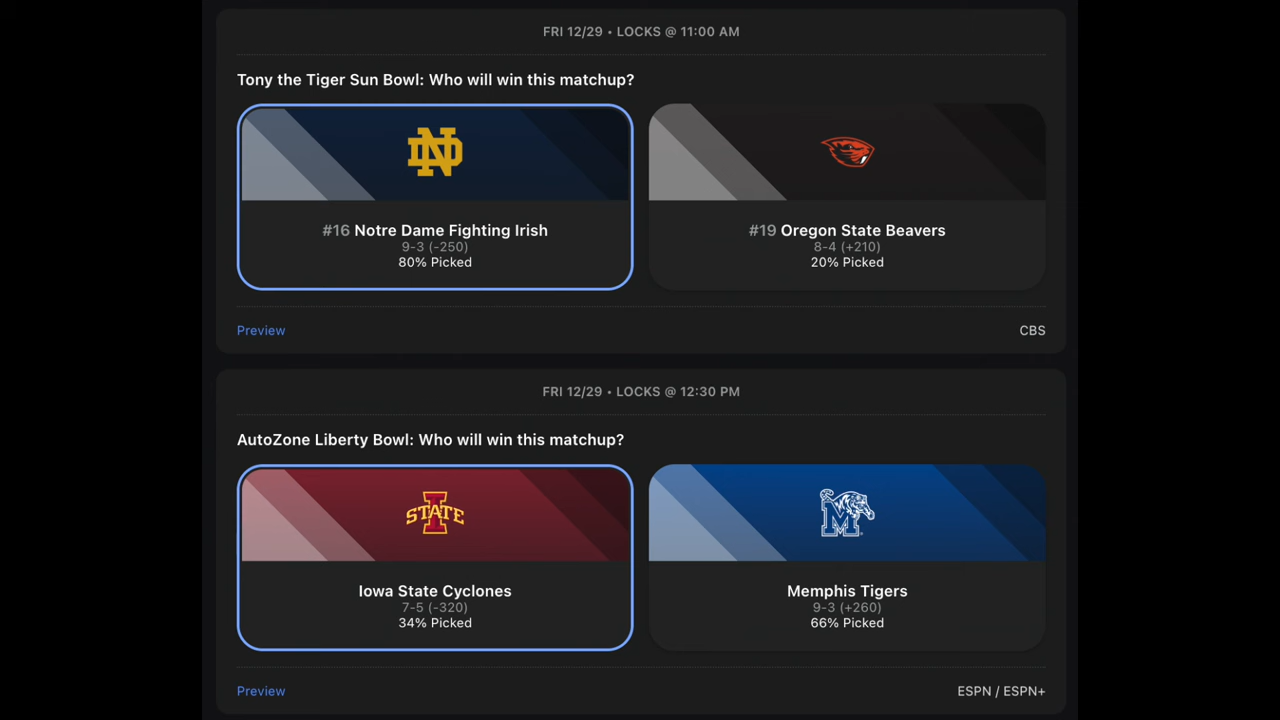 FRI 12/29 • LOCKS @ 11:00 AM
Tony the Tiger Sun Bowl: Who will win this matchup?
ND
#16 Notre Dame Fighting Irish
9-3 (-250)
80% Picked
#19 Oregon State Beavers
8-4 (+210)
20% Picked
Preview
CBS
FRI 12/29 • LOCKS @ 12:30 PM
AutoZone Liberty Bowl: Who will win this matchup?
I STATE
M
Iowa State Cyclones
7-5 (-320)
34% Picked
Memphis Tigers
9-3 (+260)
66% Picked
Preview
ESPN / ESPN+